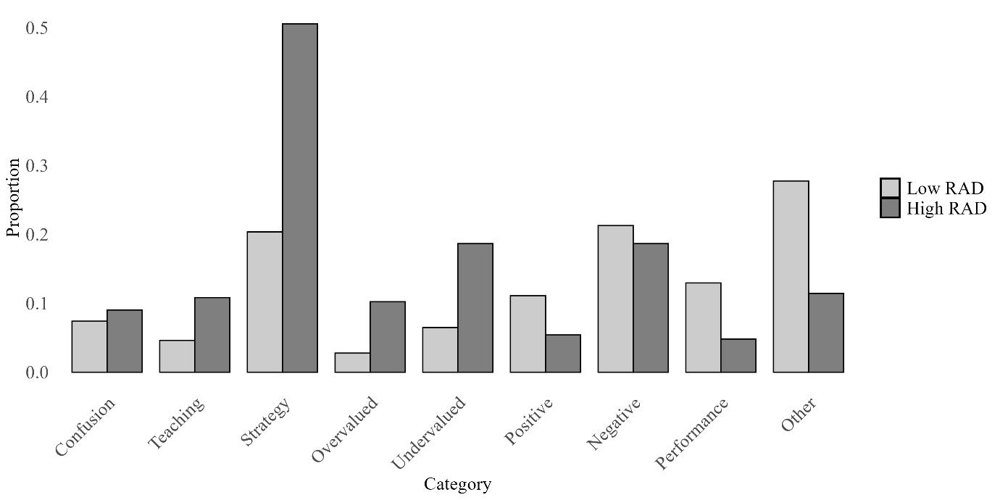 0.5
0.4
0.3
0.2
0.1
0.0
Proportion
Confusion
Teaching
Strategy
Overvalued
Undervalued
Positive
Negative
Performance
Other
Category
Low RAD
High RAD